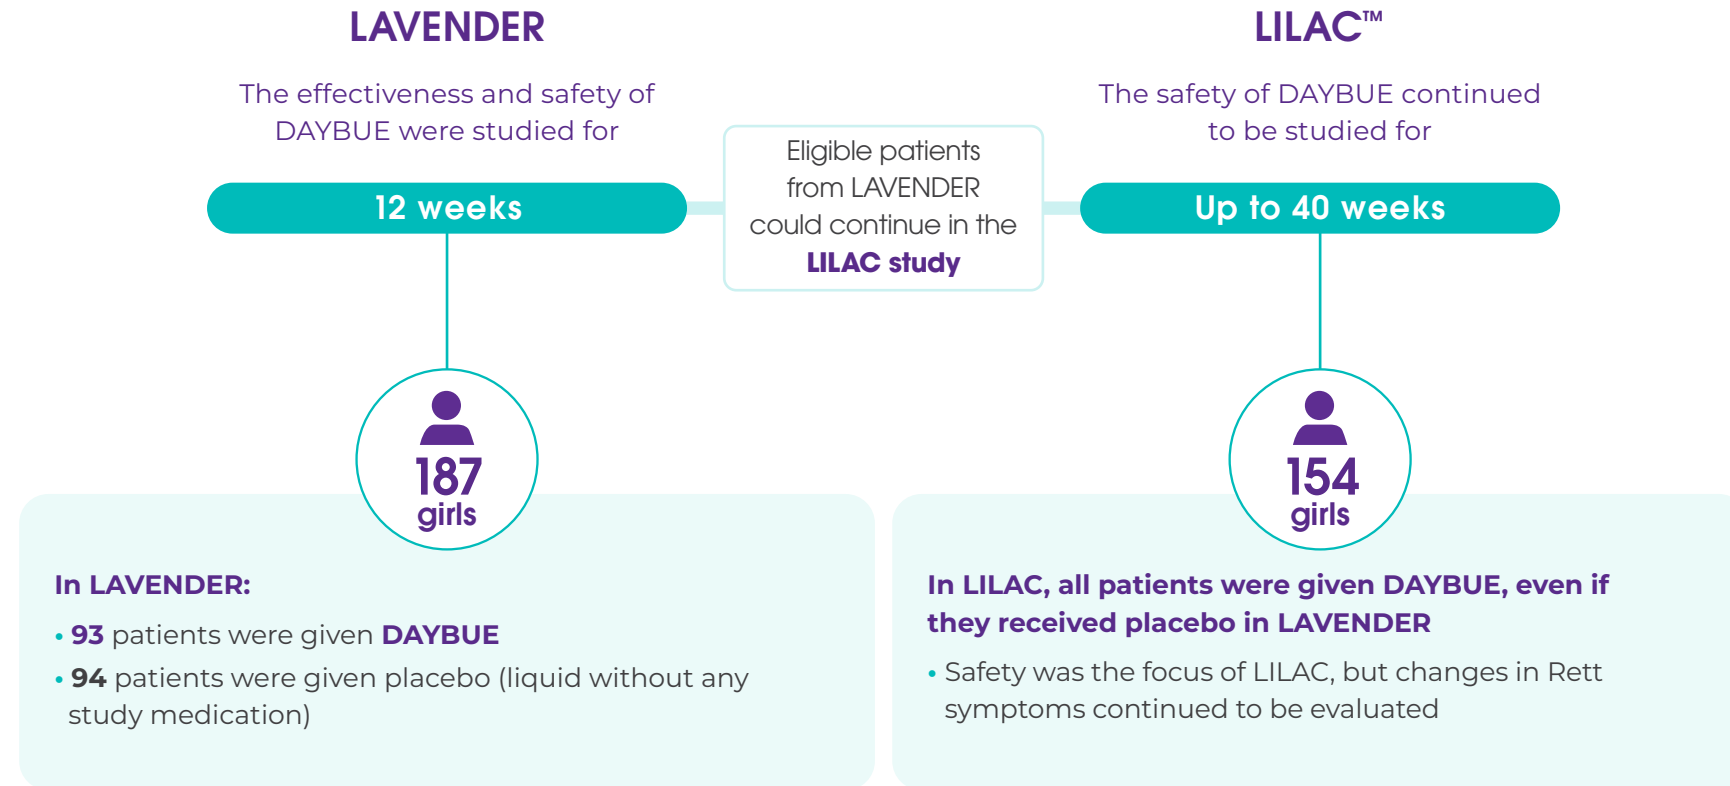 LAVENDER
The effectiveness and safety of
DAYBUE were studied for
12 weeks
Eligible patients
from LAVENDER
could continue in the
LILAC study
LILAC™
The safety of DAYBUE continued
to be studied for
Up to 40 weeks
187
girls
In LAVENDER:
• 93 patients were given DAYBUE
• 94 patients were given placebo (liquid without any
study medication)
154
girls
In LILAC, all patients were given DAYBUE, even if
they received placebo in LAVENDER
• Safety was the focus of LILAC, but changes in Rett
symptoms continued to be evaluated